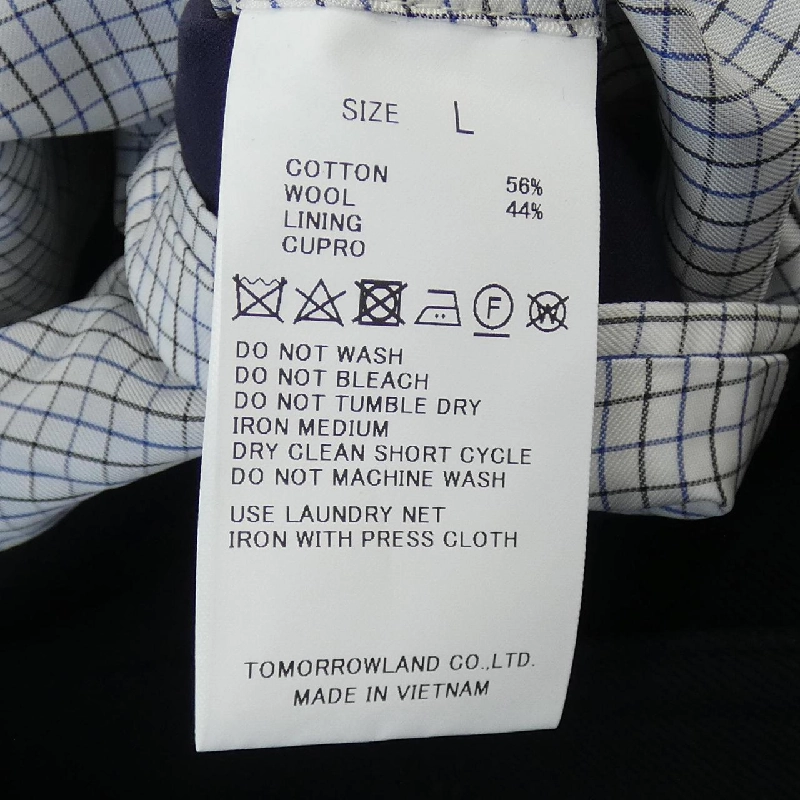 SIZE L
COTTON 56%
WOOL 44%
LINING
CUPRO
F W
DO NOT WASH
DO NOT BLEACH
DO NOT TUMBLE DRY
IRON MEDIUM
DRY CLEAN SHORT CYCLE
DO NOT MACHINE WASH
USE LAUNDRY NET
IRON WITH PRESS CLOTH
TOMORROWLAND CO.,LTD.
MADE IN VIETNAM